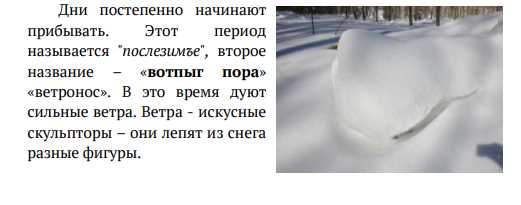 Дни постепенно начинают
прибывать. Этот период
называется "послезимъе", второе
название – «вотпыг пора»
«ветронос». В это время дуют
сильные ветра. Ветра - искусные
скульпторы – они лепят из снега
разные фигуры.